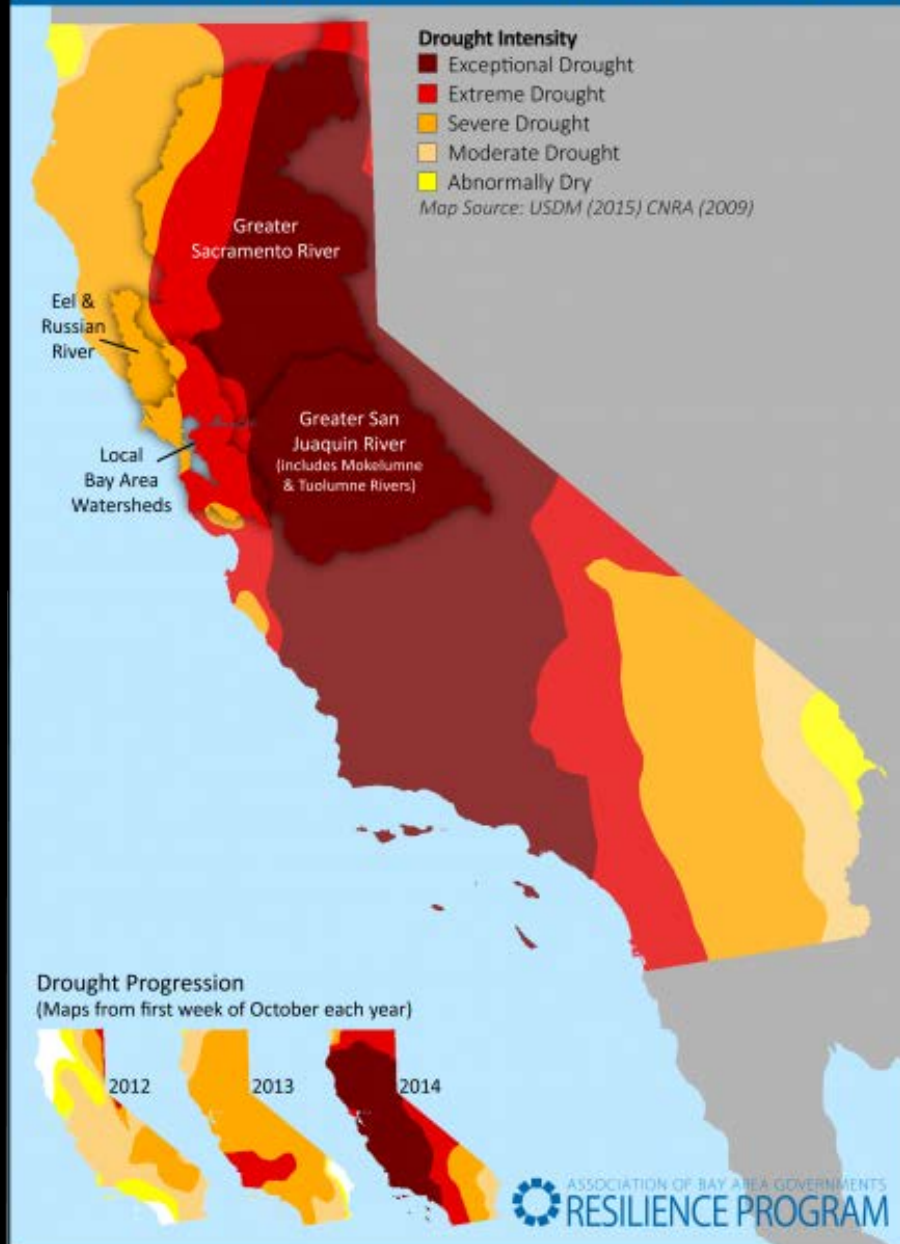 Drought Intensity
Exceptional Drought
Extreme Drought
Severe Drought
Moderate Drought
Abnormally Dry
Map Source: USDM (2015) CNRA (2009)
Greater
Sacramento River
Eel &
Russian
River
Greater San
Juaquin River
(includes Mokelumne
& Tuolumne Rivers)
Local
Bay Area
Watersheds
Drought Progression
(Maps from first week of October each year)
2012
2013
2014
ASSOCIATION OF BAY AREA GOVERNMENTS
RESILIENCE PROGRAM